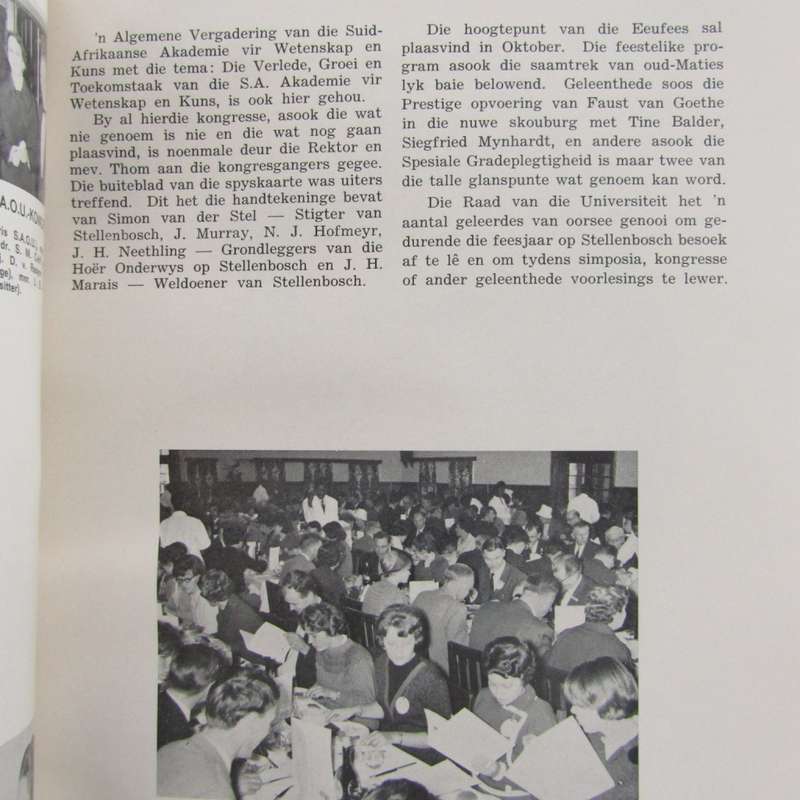 'n Algemene Vergadering van die Suid-
Afrikaanse Akademie vir Wetenskap en
Kuns met die tema: Die Verlede, Groei en
Toekomstaak van die S.A. Akademie vir
Wetenskap en Kuns, is ook hier gehou.
By al hierdie kongresse, asook die wat
nie genoem is nie en die wat nog gaan
plaasvind, is noenmale deur die Rektor en
mev. Thom aan die kongresgangers gegee.
Die buiteblad van die spyskaarte was uiters
treffend. Dit het die handtekeninge bevat
van Simon van der Stel — Stigter van
Stellenbosch, J. Murray, N. J. Hofmeyr,
J. H. Neethling — Grondleggers van die
Hoër Onderwys op Stellenbosch en J. H.
Marais — Weldoener van Stellenbosch.
Die hoogtepunt van die Eeufees sal
plaasvind in Oktober. Die feestelike pro-
gram asook die saamtrek van oud-Maties
lyk baie belowend. Geleenthede soos die
Prestige opvoering van Faust van Goethe
in die nuwe skouburg met Tine Balder,
Siegfried Mynhardt, en andere asook die
Spesiale Gradeplegtigheid is maar twee van
die talle glanspunte wat genoem kan word.
Die Raad van die Universiteit het 'n
aantal geleerdes van oorsee genooi om ge-
durende die feesjaar op Stellenbosch besoek
af te lê en om tydens simposia, kongresse
of ander geleenthede voorlesings te lewer.
A.O.U.-KON
S.A.O.U.
dr. S. M.
j. D. v.
ge), mnr. J. S.
sitter).